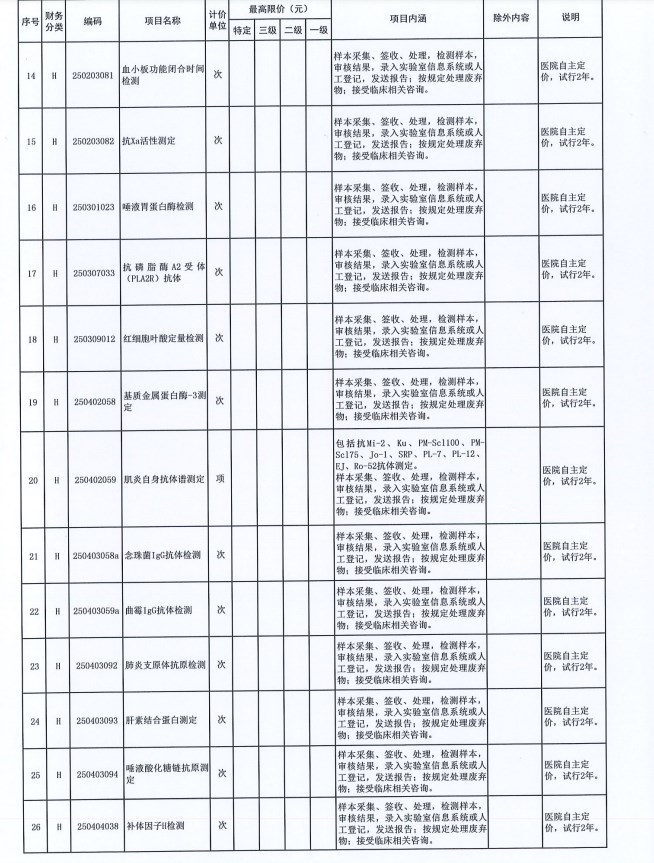 序号 财务分类 编码 项目名称 计价单位 最高限价（元） 项目内涵 除外内容 说明
特定 三级 二级 一级
14 H 250203081 血小板功能闭合时间检测 次 样本采集、签收、处理，检测样本，审核结果，录入实验室信息系统或人工登记，发送报告；按规定处理废弃物；接受临床相关咨询。 医院自主定价，试行2年。
15 H 250203082 抗Xa活性测定 次 样本采集、签收、处理，检测样本，审核结果，录入实验室信息系统或人工登记，发送报告；按规定处理废弃物；接受临床相关咨询。 医院自主定价，试行2年。
16 H 250301023 唾液胃蛋白酶检测 次 样本采集、签收、处理，检测样本，审核结果，录入实验室信息系统或人工登记，发送报告；按规定处理废弃物；接受临床相关咨询。 医院自主定价，试行2年。
17 H 250307033 抗磷脂酶A2受体（PLA2R）抗体 次 样本采集、签收、处理，检测样本，审核结果，录入实验室信息系统或人工登记，发送报告；按规定处理废弃物；接受临床相关咨询。 医院自主定价，试行2年。
18 H 250309012 红细胞叶酸定量检测 次 样本采集、签收、处理，检测样本，审核结果，录入实验室信息系统或人工登记，发送报告；按规定处理废弃物；接受临床相关咨询。 医院自主定价，试行2年。
19 H 250402058 基质金属蛋白酶-3测定 次 样本采集、签收、处理，检测样本，审核结果，录入实验室信息系统或人工登记，发送报告；按规定处理废弃物；接受临床相关咨询。 医院自主定价，试行2年。
20 H 250402059 肌炎自身抗体谱测定 项 包括抗Mi-2、Ku、PM-Scl100、PM-Scl75、Jo-1、SRP、PL-7、PL-12、EJ、Ro-52抗体测定。
样本采集、签收、处理，检测样本，审核结果，录入实验室信息系统或人工登记，发送报告；按规定处理废弃物；接受临床相关咨询。 医院自主定价，试行2年。
21 H 250403058a 念珠菌IgG抗体检测 次 样本采集、签收、处理，检测样本，审核结果，录入实验室信息系统或人工登记，发送报告；按规定处理废弃物；接受临床相关咨询。 医院自主定价，试行2年。
22 H 250403059a 曲霉IgG抗体检测 次 样本采集、签收、处理，检测样本，审核结果，录入实验室信息系统或人工登记，发送报告；按规定处理废弃物；接受临床相关咨询。 医院自主定价，试行2年。
23 H 250403092 肺炎支原体抗原检测 次 样本采集、签收、处理，检测样本，审核结果，录入实验室信息系统或人工登记，发送报告；按规定处理废弃物；接受临床相关咨询。 医院自主定价，试行2年。
24 H 250403093 肝素结合蛋白测定 次 样本采集、签收、处理，检测样本，审核结果，录入实验室信息系统或人工登记，发送报告；按规定处理废弃物；接受临床相关咨询。 医院自主定价，试行2年。
25 H 250403094 唾液酸化糖链抗原测定 次 样本采集、签收、处理，检测样本，审核结果，录入实验室信息系统或人工登记，发送报告；按规定处理废弃物；接受临床相关咨询。 医院自主定价，试行2年。
26 H 250404038 补体因子H检测 次 样本采集、签收、处理，检测样本，审核结果，录入实验室信息系统或人工登记，发送报告；按规定处理废弃物；接受临床相关咨询。 医院自主定价，试行2年。